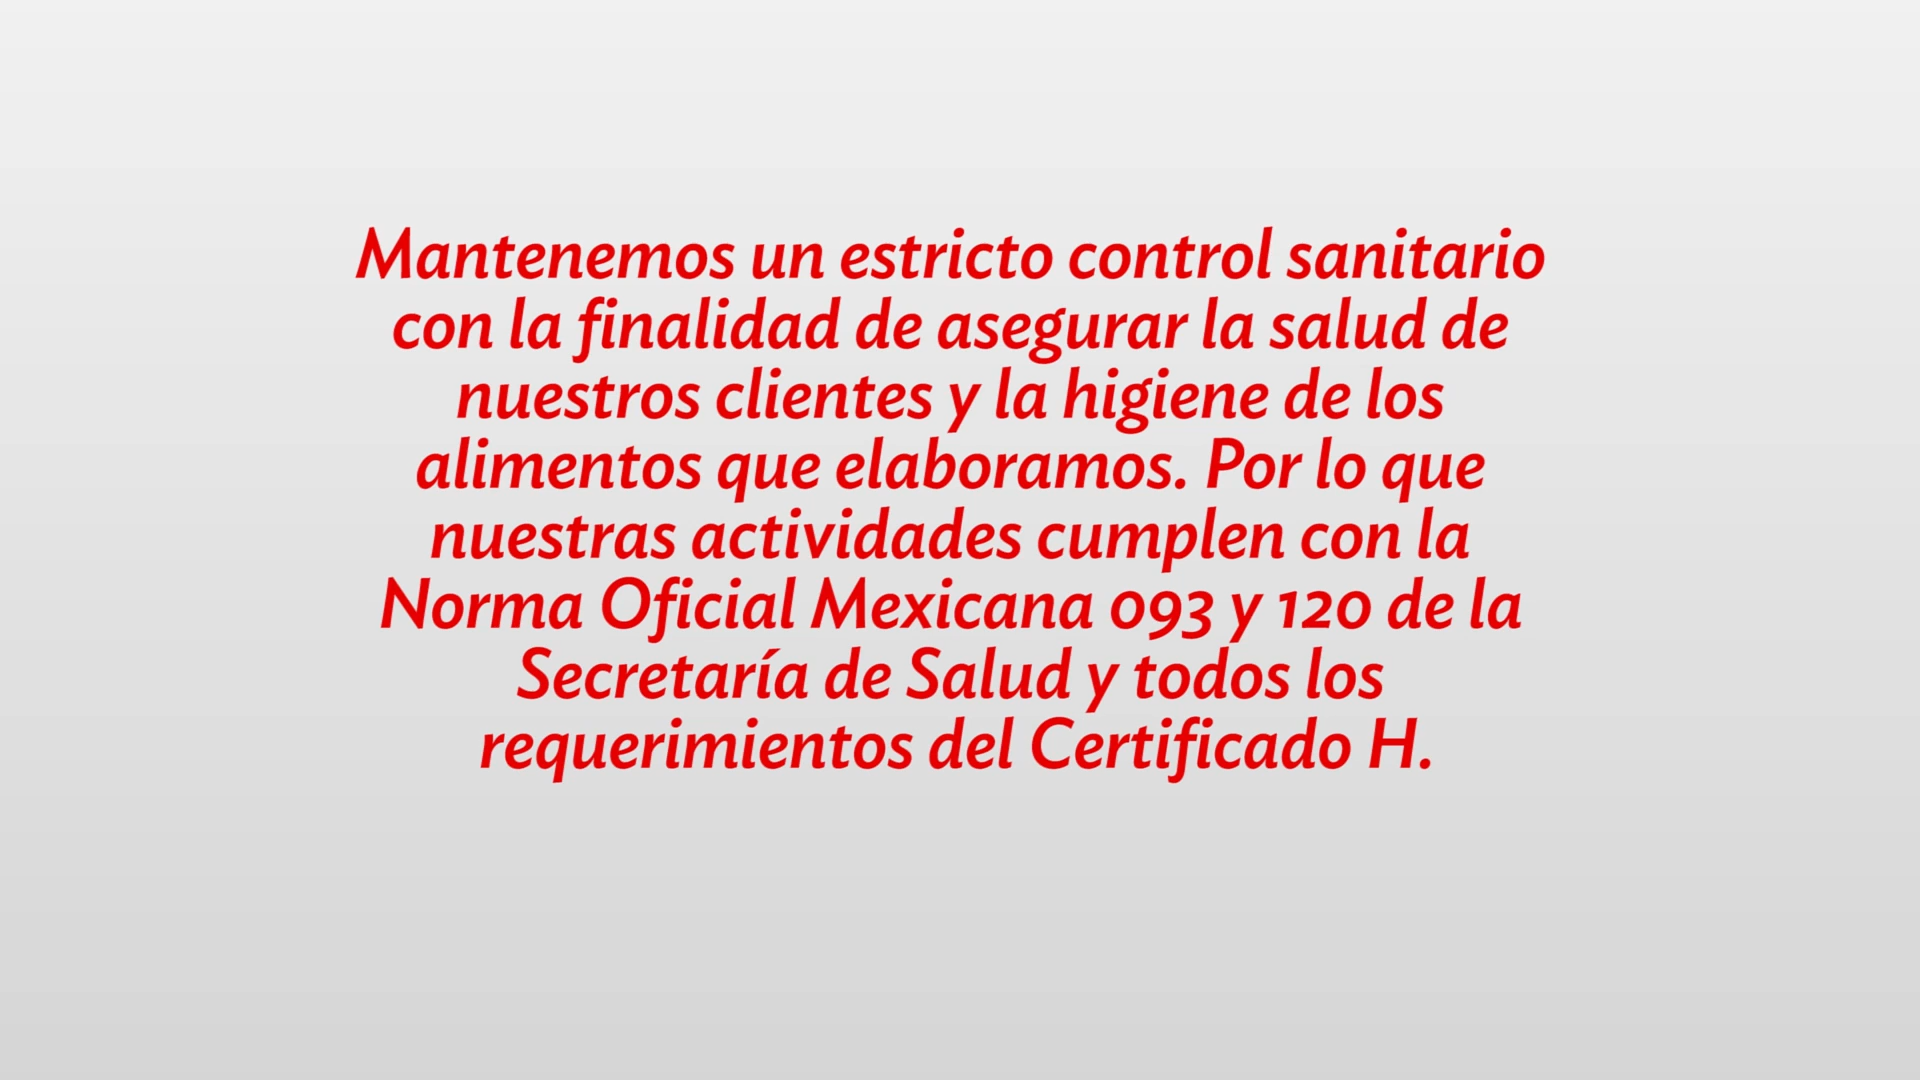 Mantenemos un estricto control sanitario
con la finalidad de asegurar la salud de
nuestros clientes y la higiene de los
alimentos que elaboramos. Por lo que
nuestras actividades cumplen con la
Norma Oficial Mexicana 093 y 120 de la
Secretaría de Salud y todos los
requerimientos del Certificado H.